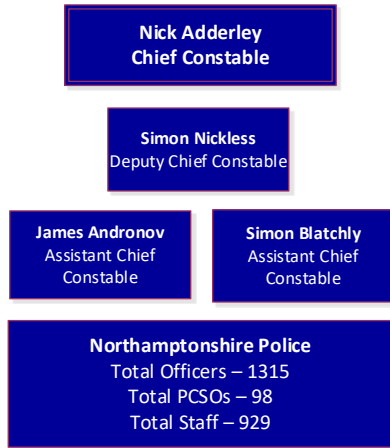 Nick Adderley
Chief Constable
Simon Nickless
Deputy Chief Constable
James Andronov
Assistant Chief
Constable
Simon Blatchly
Assistant Chief
Constable
Northamptonshire Police
Total Officers – 1315
Total PCSOs – 98
Total Staff – 929